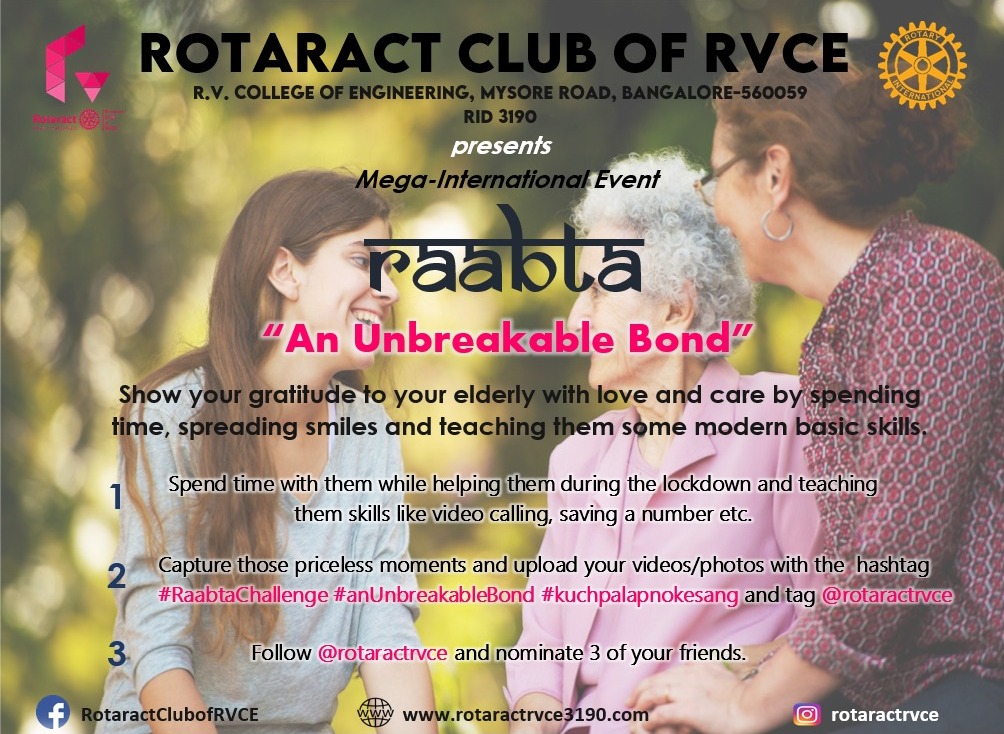 ROTARACT CLUB OF RVCE
R.V. COLLEGE OF ENGINEERING, MYSORE ROAD, BANGALORE-560059
RID 3190
presents
Mega-International Event
raabta
“An Unbreakable Bond”
Show your gratitude to your elderly with love and care by spending
time, spreading smiles and teaching them some modern basic skills.
1 Spend time with them while helping them during the lockdown and teaching
them skills like video calling, saving a number etc.
2 Capture those priceless moments and upload your videos/photos with the hashtag
#RaabtaChallenge #anUnbreakableBond #kuchpalapnokesang and tag @rotaractrvce
3 Follow @rotaractrvce and nominate 3 of your friends.
RotaractClubofRVCE
www.rotaractrvce3190.com
rotaractrvce
Rotaract
ROTARY
INTERNATIONAL